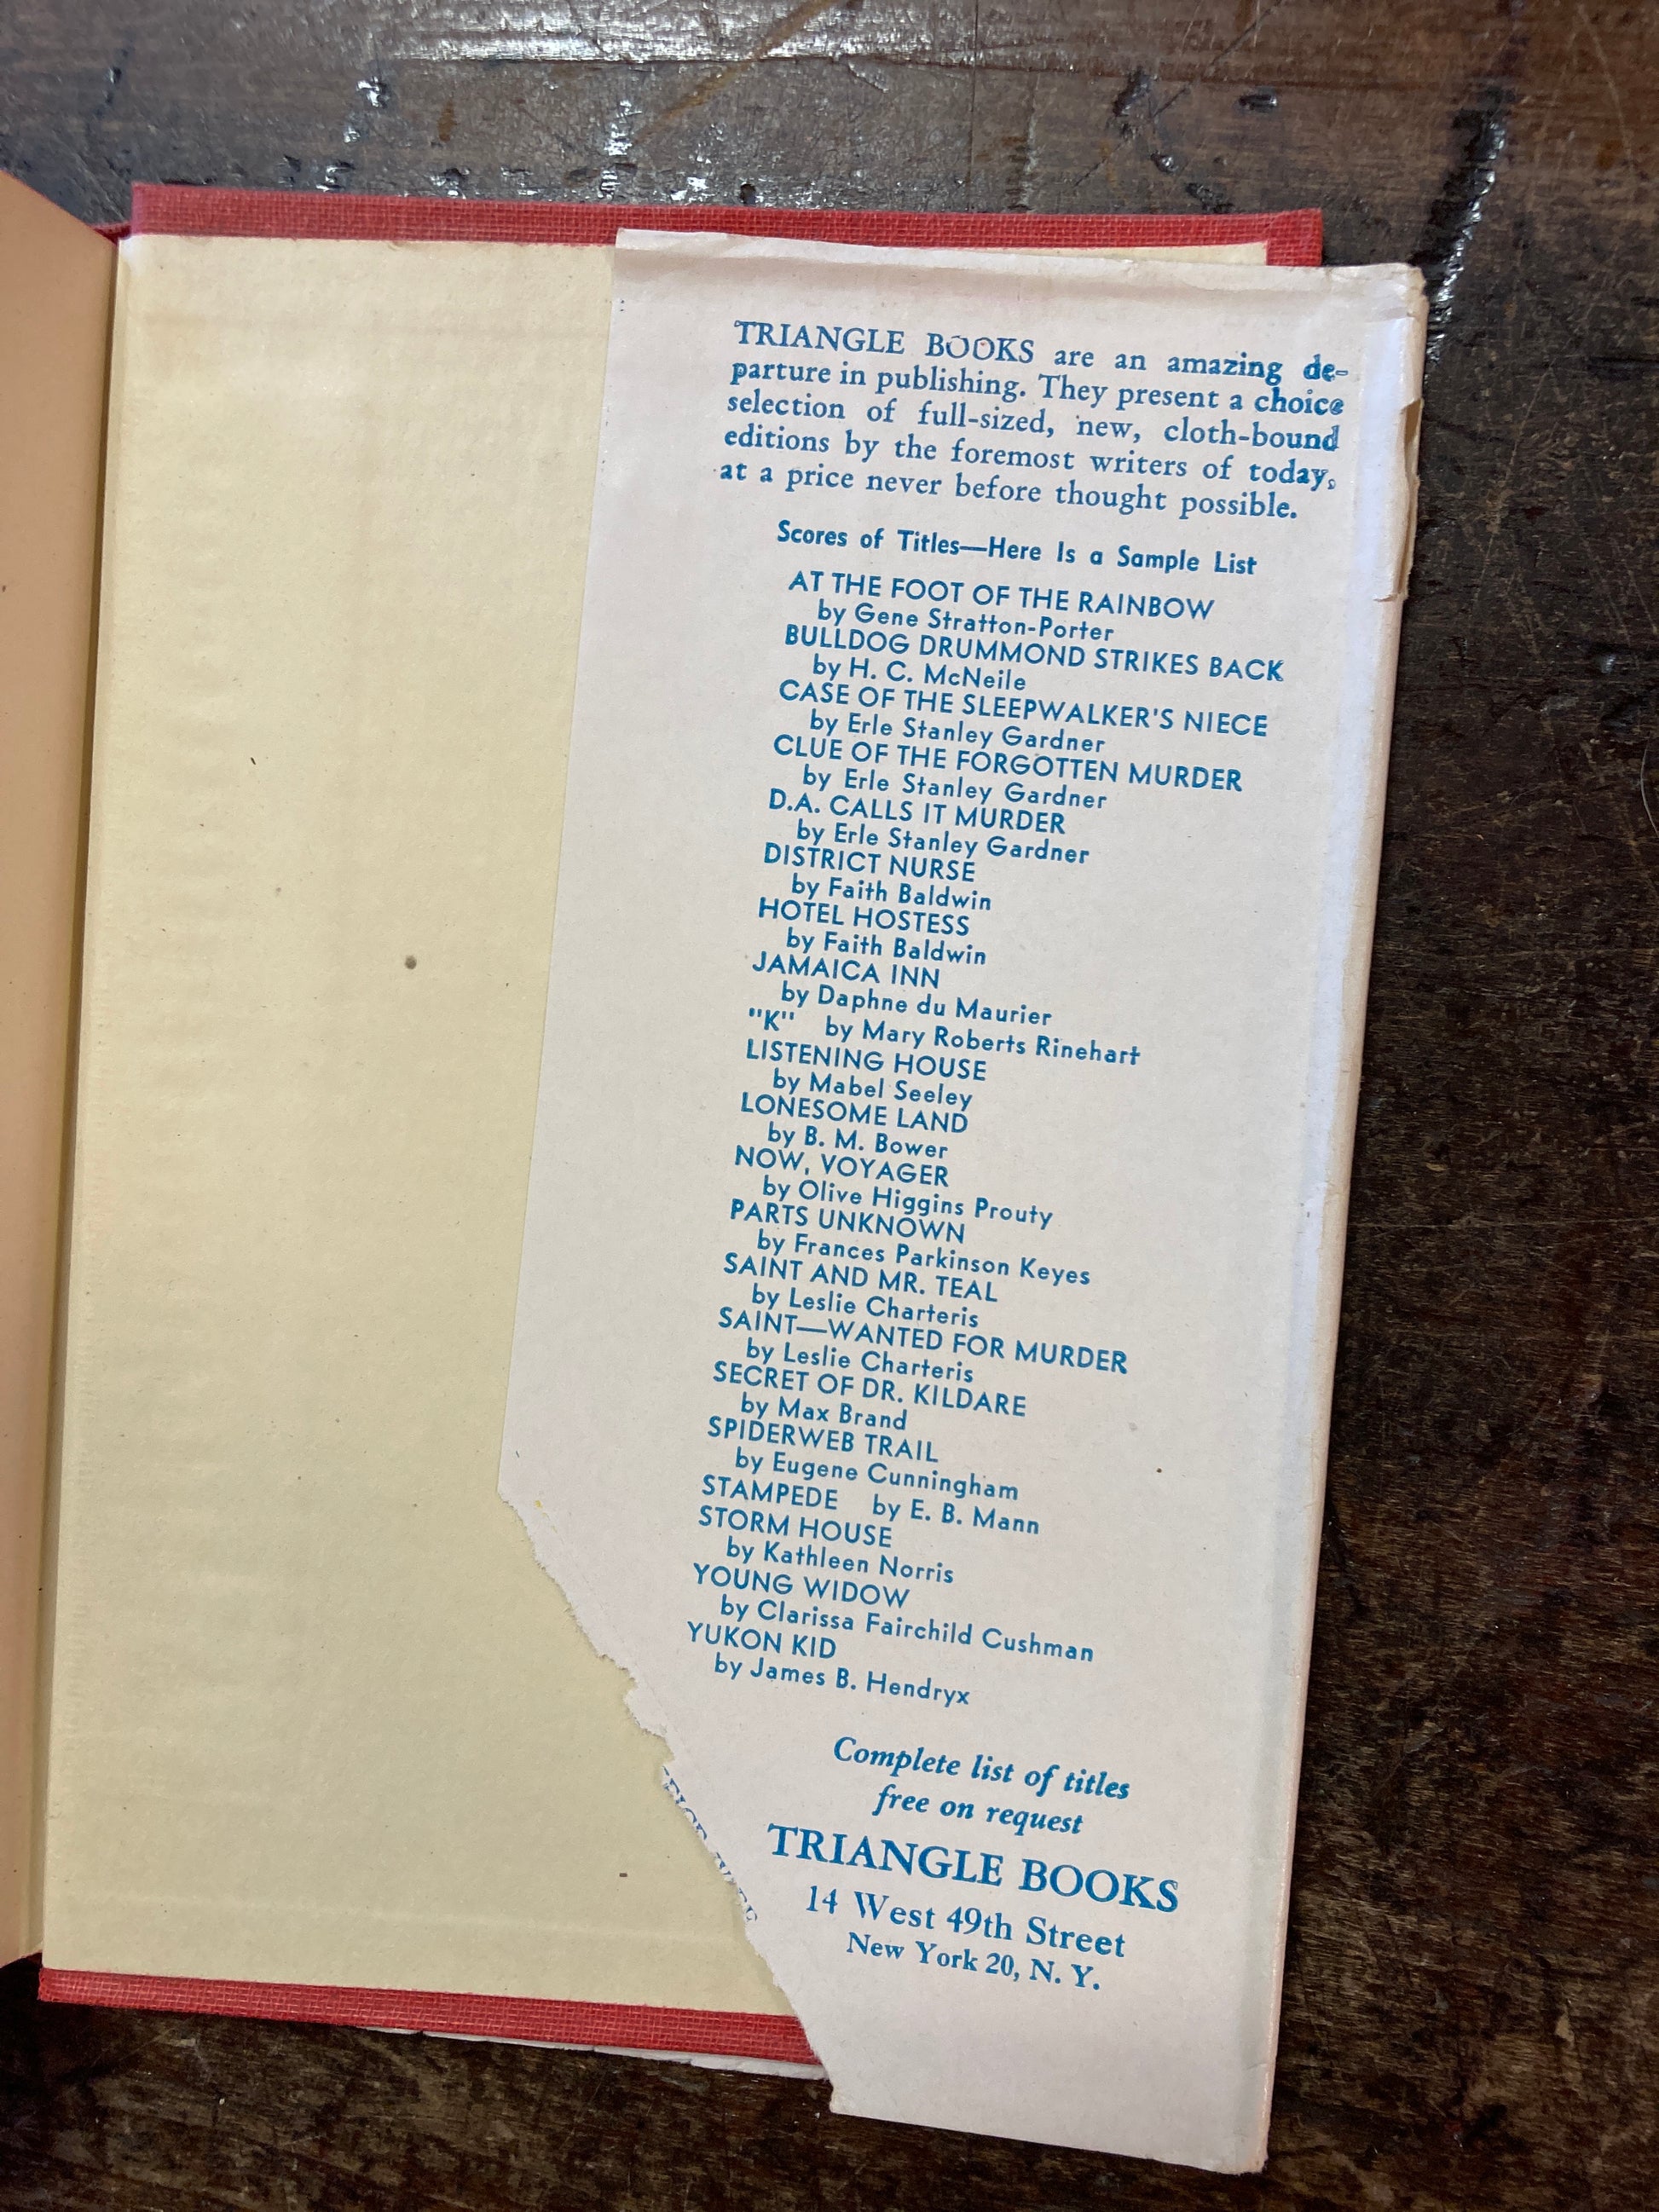 TRIANGLE BOOKS are an amazing de-
parture in publishing. They present a choice
selection of full-sized, new, cloth-bound
editions by the foremost writers of today,
at a price never before thought possible.
Scores of Titles—Here Is a Sample List
AT THE FOOT OF THE RAINBOW
by Gene Stratton-Porter
BULLDOG DRUMMOND STRIKES BACK
by H. C. McNeile
CASE OF THE SLEEPWALKER'S NIECE
by Erle Stanley Gardner
CLUE OF THE FORGOTTEN MURDER
by Erle Stanley Gardner
D.A. CALLS IT MURDER
by Erle Stanley Gardner
DISTRICT NURSE
by Faith Baldwin
HOTEL HOSTESS
by Faith Baldwin
JAMAICA INN
by Daphne du Maurier
"K" by Mary Roberts Rinehart
LISTENING HOUSE
by Mabel Seeley
LONESOME LAND
by B. M. Bower
NOW, VOYAGER
by Olive Higgins Prouty
PARTS UNKNOWN
by Frances Parkinson Keyes
SAINT AND MR. TEAL
by Leslie Charteris
SAINT—WANTED FOR MURDER
by Leslie Charteris
SECRET OF DR. KILDARE
by Max Brand
SPIDERWEB TRAIL
by Eugene Cunningham
STAMPEDE by E. B. Mann
STORM HOUSE
by Kathleen Norris
YOUNG WIDOW
by Clarissa Fairchild Cushman
YUKON KID
by James B. Hendryx
Complete list of titles
free on request
TRIANGLE BOOKS
14 West 49th Street
New York 20, N. Y.